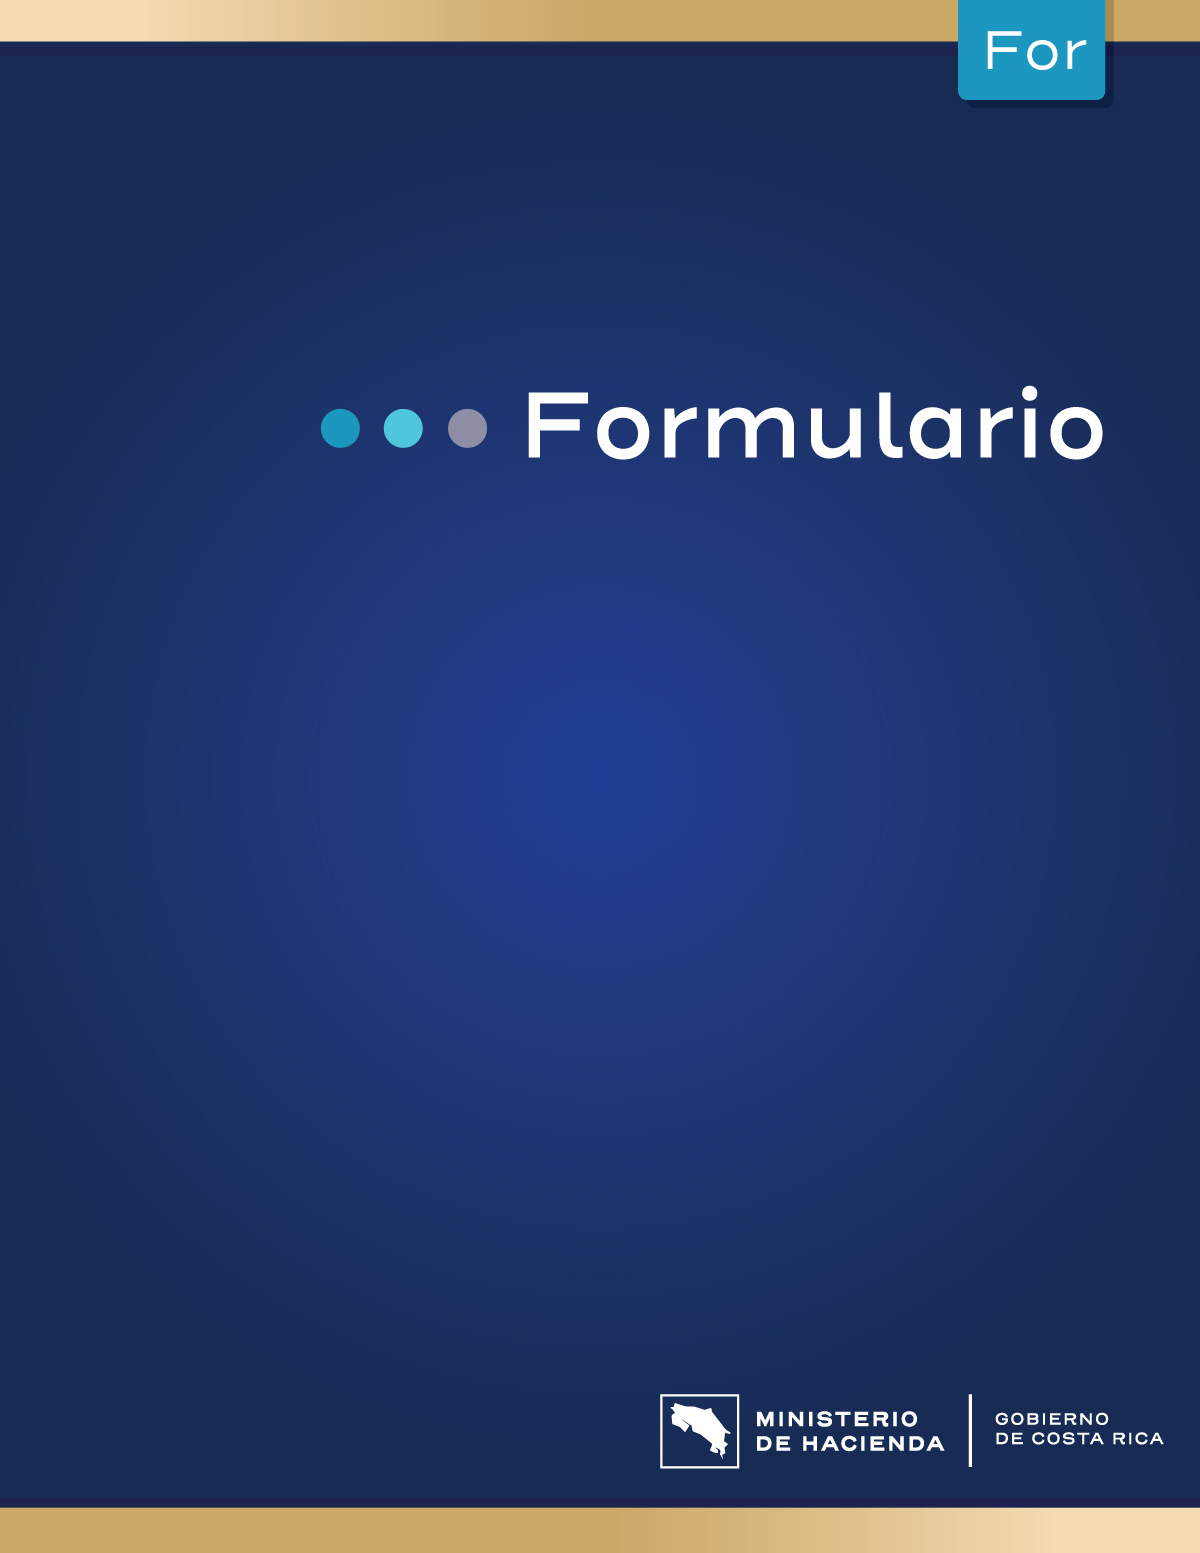 For
Formulario
MINISTERIO
DE HACIENDA
GOBIERNO
DE COSTA RICA